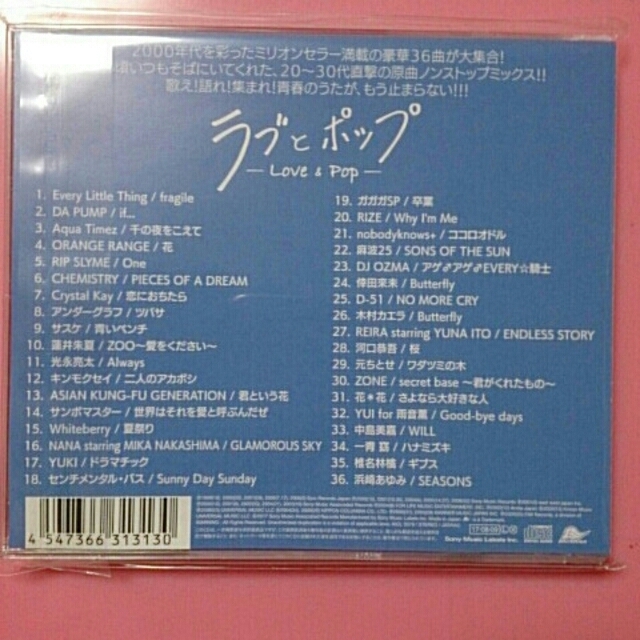 2000年代を彩ったミリオンセラー満載の豪華36曲が大集合!
いつもそばにいてくれた、20〜30代直撃の原曲ノンストップミックス!!
歌え!語れ!集まれ!青春のうたが、もう止まらない!!!
ラブとポップ
— Love & Pop —
1. Every Little Thing / fragile
2. DA PUMP / if...
3. Aqua Timez / 千の夜をこえて
4. ORANGE RANGE / 花
5. RIP SLYME / One
6. CHEMISTRY / PIECES OF A DREAM
7. Crystal Kay / 恋におちたら
8. アンダーグラフ / ツバサ
9. サスケ / 青いベンチ
10. 蓮井朱夏 / ZOO〜愛をください〜
11. 光永亮太 / Always
12. キンモクセイ / 二人のアカボシ
13. ASIAN KUNG-FU GENERATION / 君という花
14. サンボマスター / 世界はそれを愛と呼ぶんだぜ
15. Whiteberry / 夏祭り
16. NANA starring MIKA NAKASHIMA / GLAMOROUS SKY
17. YUKI / ドラマチック
18. センチメンタル・バス / Sunny Day Sunday
19. ガガガSP / 卒業
20. RIZE / Why I'm Me
21. nobodyknows+ / ココロオドル
22. 麻波25 / SONS OF THE SUN
23. DJ OZMA / アゲ♂アゲ♂EVERY☆騎士
24. 倖田來未 / Butterfly
25. D-51 / NO MORE CRY
26. 木村カエラ / Butterfly
27. REIRA starring YUNA ITO / ENDLESS STORY
28. 河口恭吾 / 桜
29. 元ちとせ / ワダツミの木
30. ZONE / secret base 〜君がくれたもの〜
31. 花*花 / さよなら大好きな人
32. YUI for 雨音薫 / Good-bye days
33. 中島美嘉 / WILL
34. 一青窈 / ハナミズキ
35. 椎名林檎 / ギブス
36. 浜崎あゆみ / SEASONS
4 547366 313130
Sony Music Labels Inc.